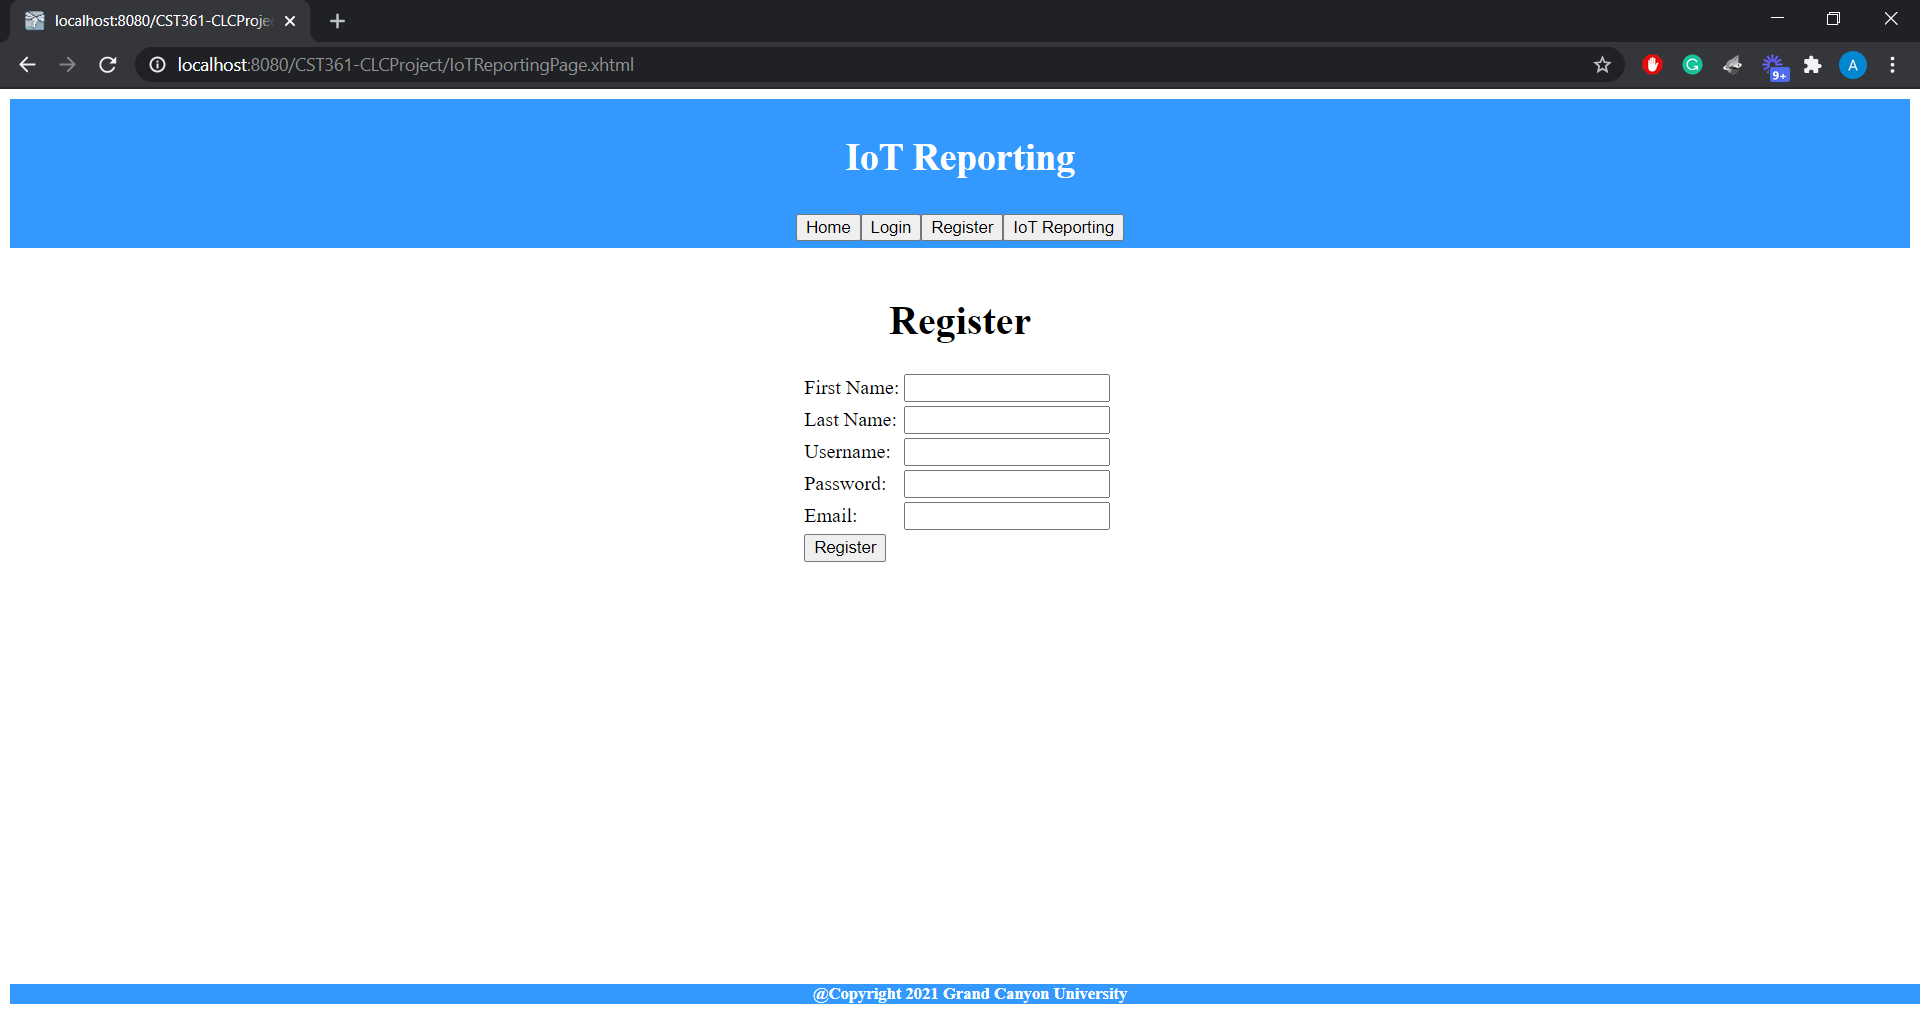 localhost:8080/CST361-CLCProje
localhost:8080/CST361-CLCProject/IoTReportingPage.xhtml
9+
A
IoT Reporting
Home Login Register IoT Reporting
Register
First Name:
Last Name:
Username:
Password:
Email:
Register
@Copyright 2021 Grand Canyon University